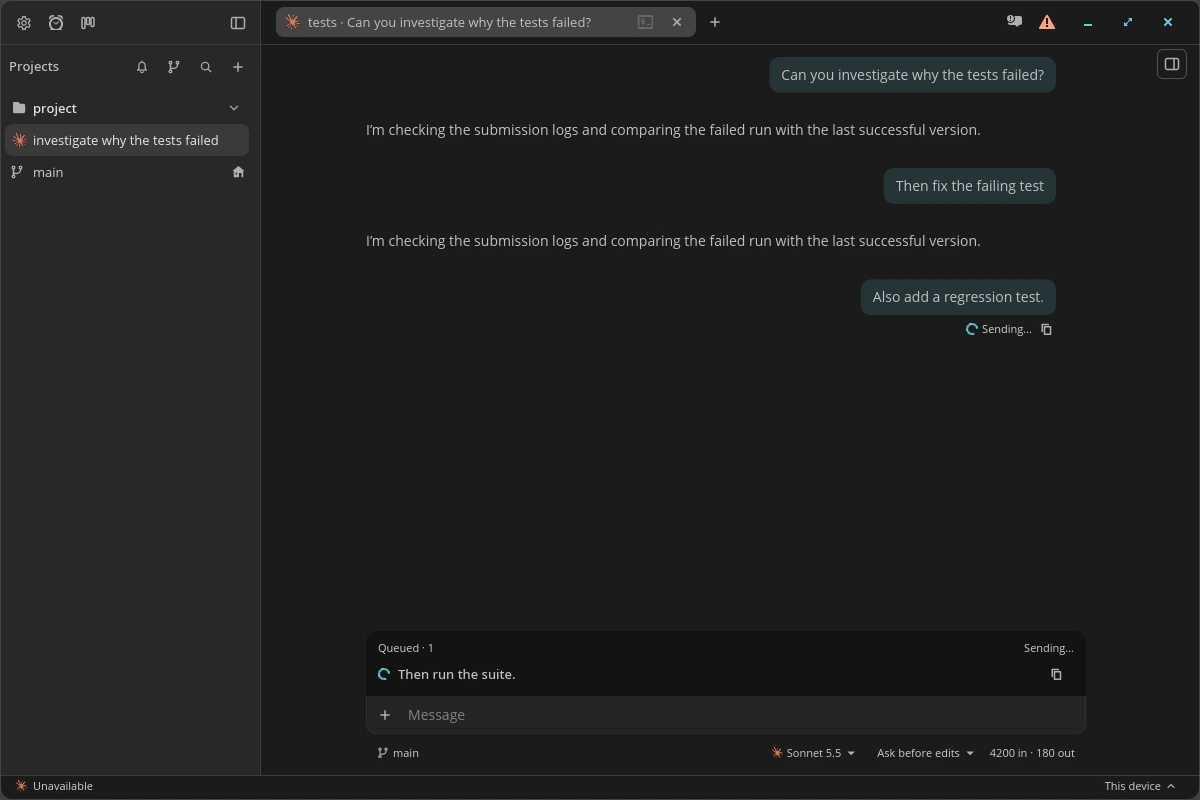 tests · Can you investigate why the tests failed?
Projects
project
investigate why the tests failed
main
Can you investigate why the tests failed?
I'm checking the submission logs and comparing the failed run with the last successful version.
Then fix the failing test
I'm checking the submission logs and comparing the failed run with the last successful version.
Also add a regression test.
Sending...
Queued · 1
Sending...
Then run the suite.
Message
main
Sonnet 5.5
Ask before edits
4200 in · 180 out
Unavailable
This device